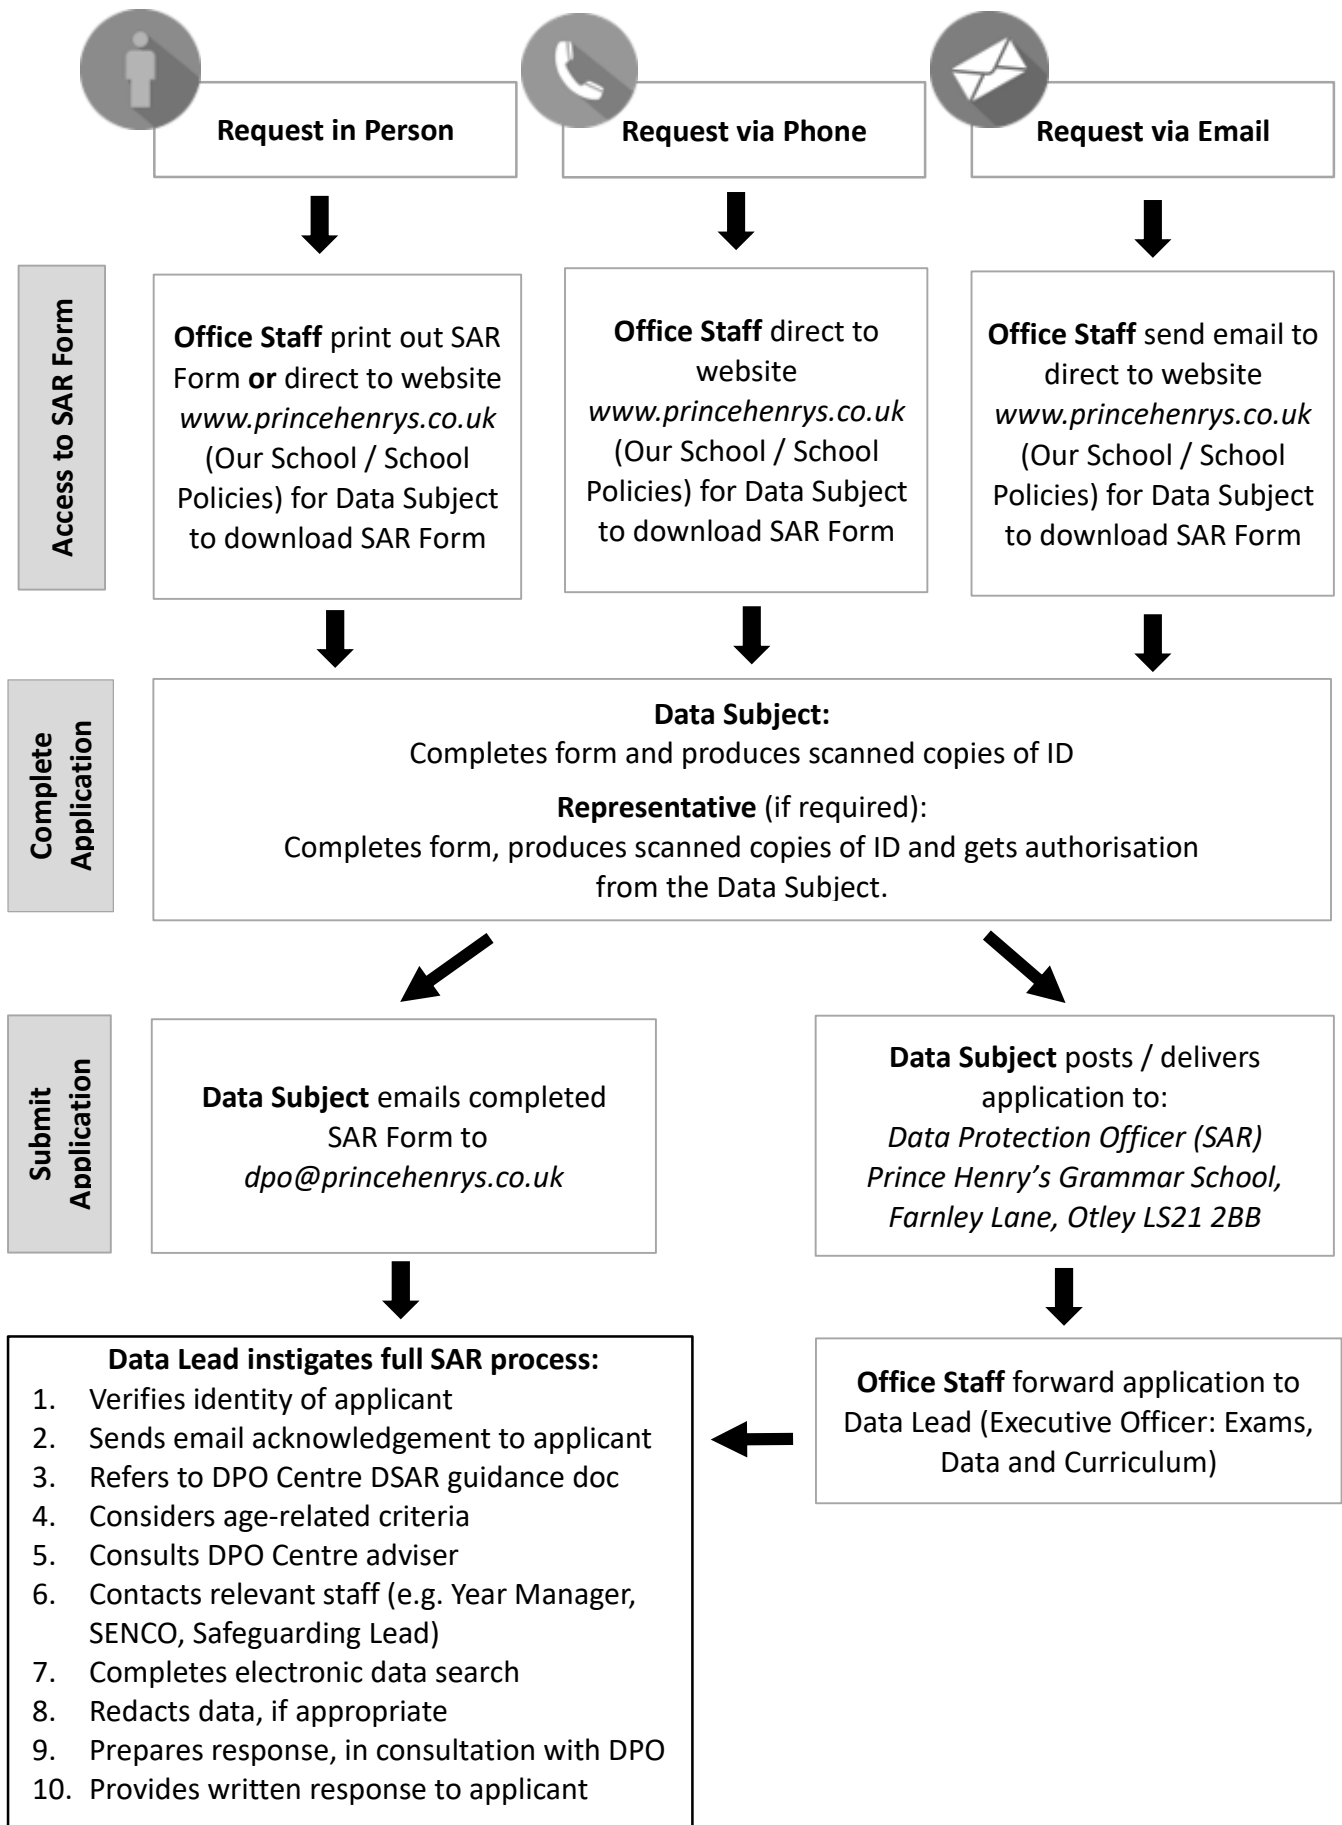 Request in Person
Request via Phone
Request via Email
Access to SAR Form
Office Staff print out SAR
Form or direct to website
www.princehenrys.co.uk
(Our School / School
Policies) for Data Subject
to download SAR Form
Office Staff direct to
website
www.princehenrys.co.uk
(Our School / School
Policies) for Data Subject
to download SAR Form
Office Staff send email to
direct to website
www.princehenrys.co.uk
(Our School / School
Policies) for Data Subject
to download SAR Form
Complete
Application
Data Subject:
Completes form and produces scanned copies of ID
Representative (if required):
Completes form, produces scanned copies of ID and gets authorisation
from the Data Subject.
Submit
Application
Data Subject emails completed
SAR Form to
dpo@princehenrys.co.uk
Data Subject posts / delivers
application to:
Data Protection Officer (SAR)
Prince Henry’s Grammar School,
Farnley Lane, Otley LS21 2BB
Data Lead instigates full SAR process:
1. Verifies identity of applicant
2. Sends email acknowledgement to applicant
3. Refers to DPO Centre DSAR guidance doc
4. Considers age-related criteria
5. Consults DPO Centre adviser
6. Contacts relevant staff (e.g. Year Manager,
SENCO, Safeguarding Lead)
7. Completes electronic data search
8. Redacts data, if appropriate
9. Prepares response, in consultation with DPO
10. Provides written response to applicant
Office Staff forward application to
Data Lead (Executive Officer: Exams,
Data and Curriculum)